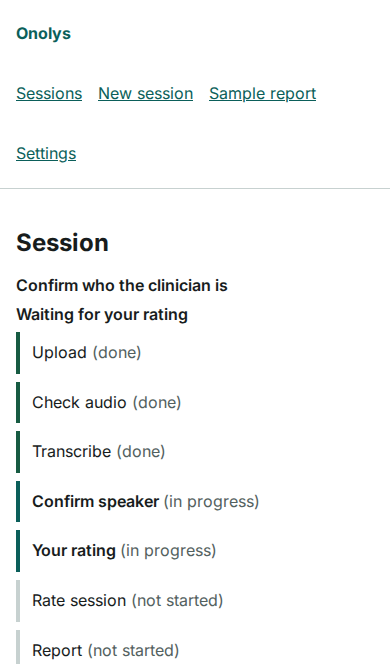 Onolys
Sessions New session Sample report
Settings
Session
Confirm who the clinician is
Waiting for your rating
Upload (done)
Check audio (done)
Transcribe (done)
Confirm speaker (in progress)
Your rating (in progress)
Rate session (not started)
Report (not started)